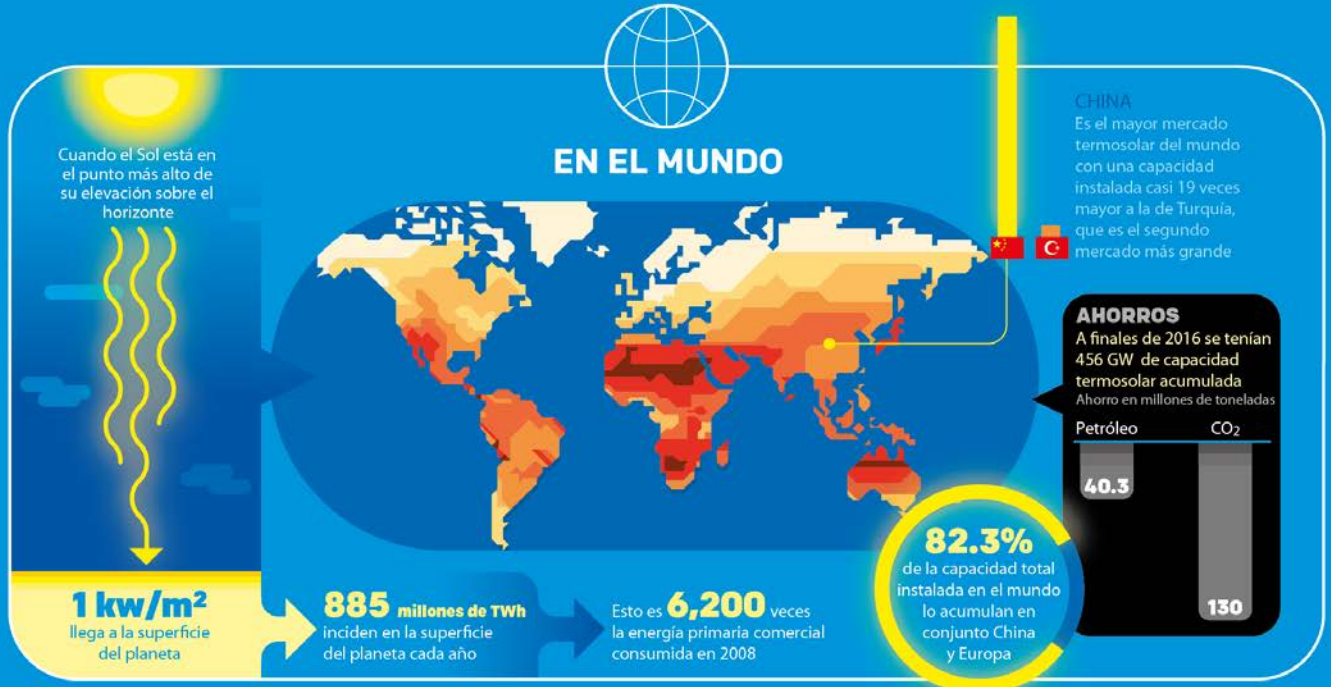 EN EL MUNDO
Cuando el Sol está en
el punto más alto de
su elevación sobre el
horizonte
1 kw/m²
llega a la superficie
del planeta
885 millones de TWh
inciden en la superficie
del planeta cada año
Esto es 6,200 veces
la energía primaria comercial
consumida en 2008
82.3%
de la capacidad total
instalada en el mundo
lo acumulan en
conjunto China
y Europa
CHINA
Es el mayor mercado
termosolar del mundo
con una capacidad
instalada casi 19 veces
mayor a la de Turquía,
que es el segundo
mercado más grande
AHORROS
A finales de 2016 se tenían
456 GW de capacidad
termosolar acumulada
Ahorro en millones de toneladas
Petróleo CO₂
40.3
130